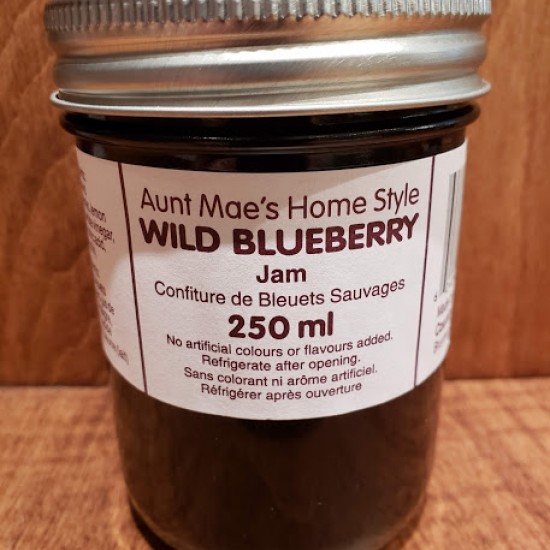 Aunt Mae's Home Style
WILD BLUEBERRY
Jam
Confiture de Bleuets Sauvages
250 ml
No artificial colours or flavours added.
Refrigerate after opening.
Sans colorant ni arôme artificiel.
Réfrigérer après ouverture
vinegar,